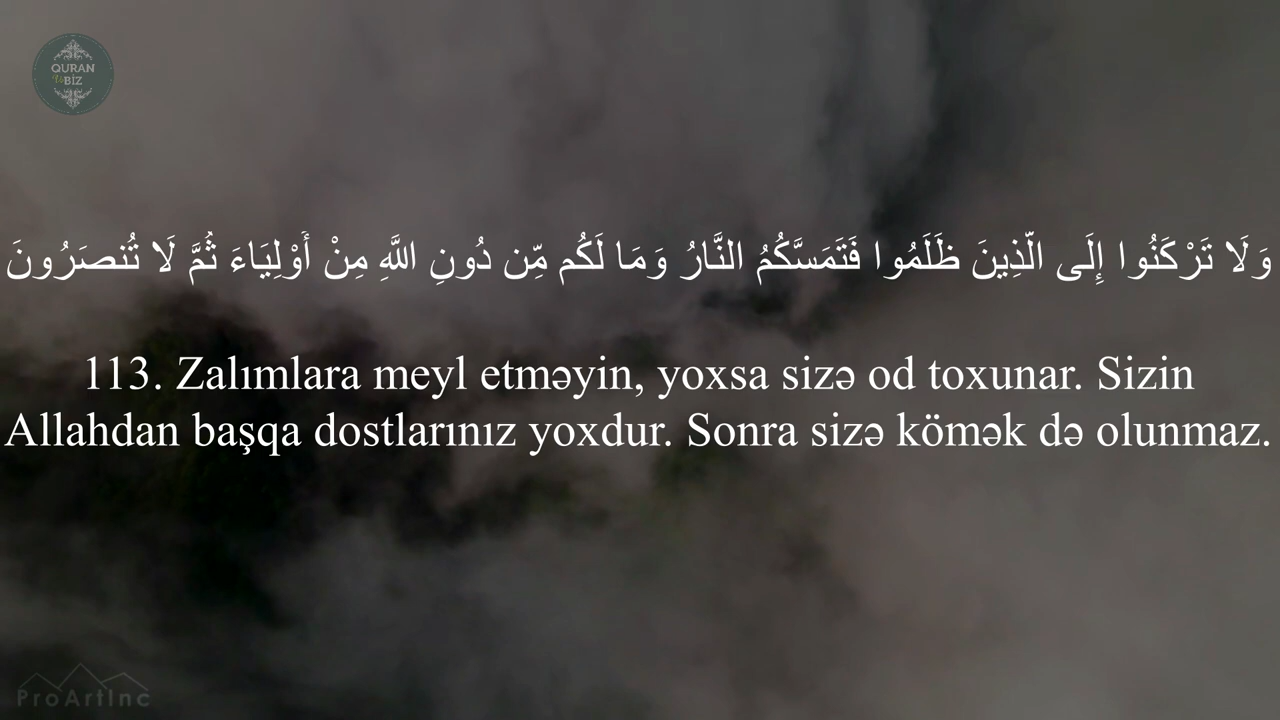 QURAN
və BİZ
وَلَا تَرْكَنُوا إِلَى الَّذِينَ ظَلَمُوا فَتَمَسَّكُمُ النَّارُ وَمَا لَكُم مِّن دُونِ اللَّهِ مِنْ أَوْلِيَاءَ ثُمَّ لَا تُنصَرُونَ
113. Zalımlara meyl etməyin, yoxsa sizə od toxunar. Sizin
Allahdan başqa dostlarınız yoxdur. Sonra sizə kömək də olunmaz.
ProArtInc